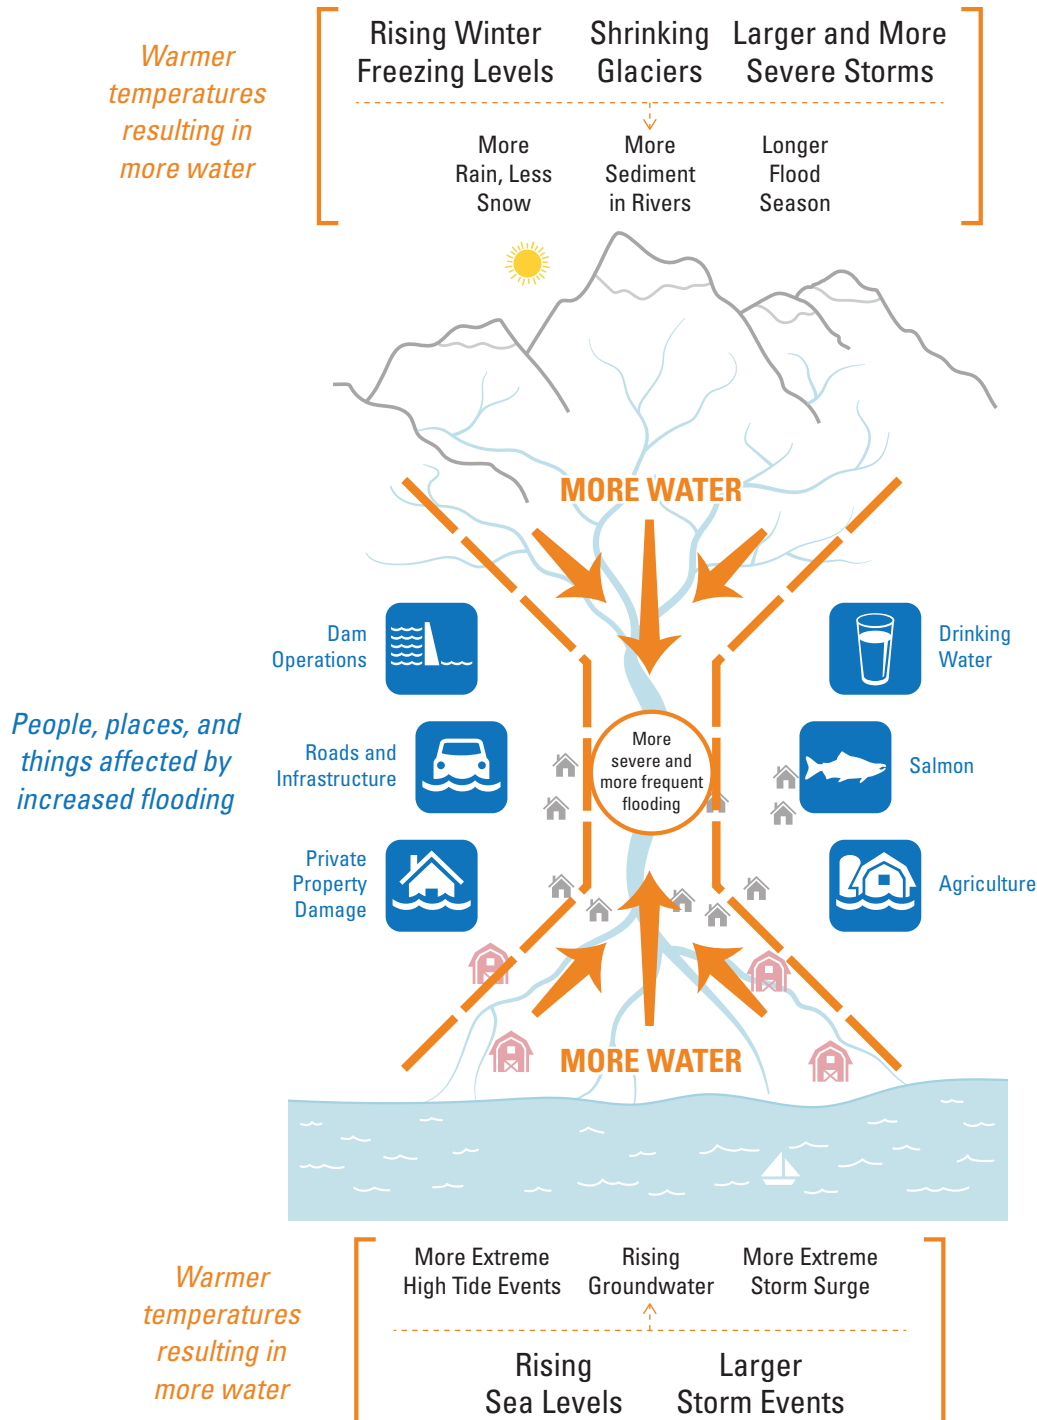 Warmer
temperatures
resulting in
more water
Rising Winter
Freezing Levels
Shrinking
Glaciers
Larger and More
Severe Storms
More
Rain, Less
Snow
More
Sediment
in Rivers
Longer
Flood
Season
MORE WATER
People, places, and
things affected by
increased flooding
Dam
Operations
Roads and
Infrastructure
Private
Property
Damage
More
severe and
more frequent
flooding
Drinking
Water
Salmon
Agriculture
MORE WATER
Warmer
temperatures
resulting in
more water
More Extreme
High Tide Events
Rising
Groundwater
More Extreme
Storm Surge
Rising
Sea Levels
Larger
Storm Events